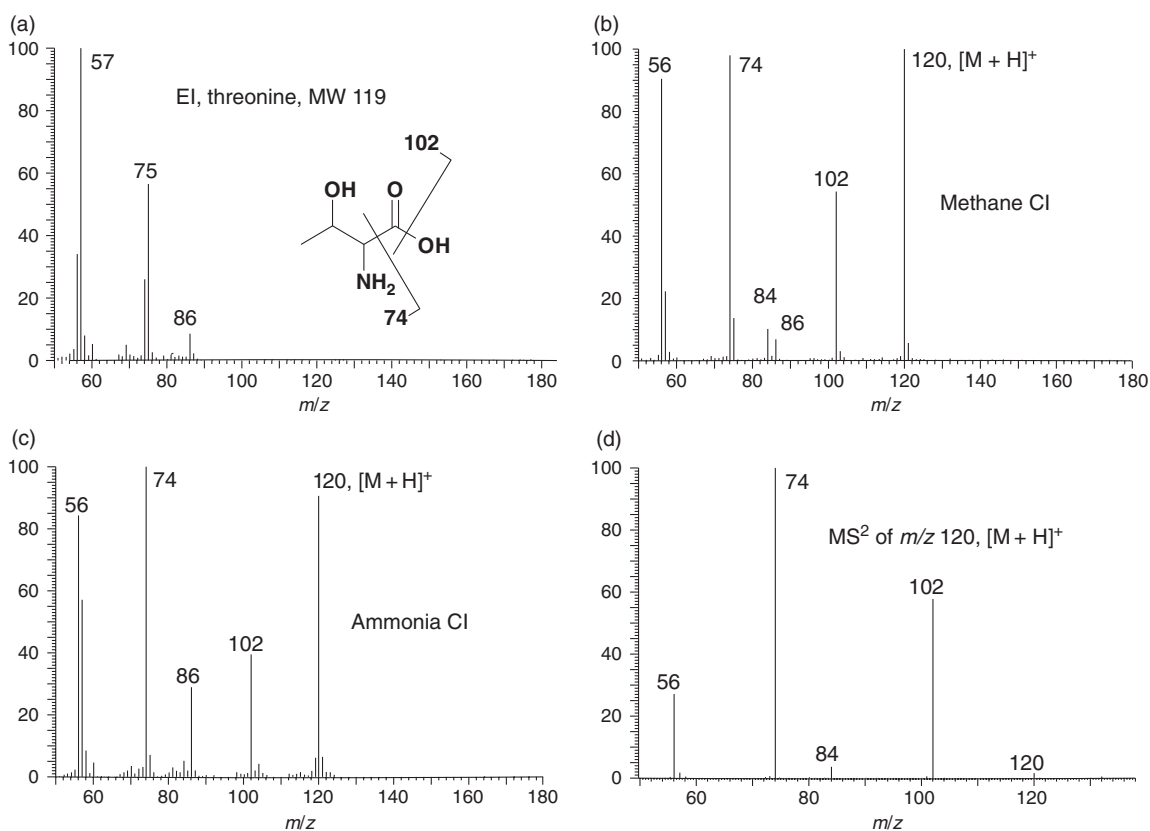 (a)
100
80
60
40
20
0
57
EI, threonine, MW 119
75
86
102
OH
O
OH
NH2
74
60 80 100 120 140 160 180
m/z
(b)
100
80
60
40
20
0
56
74
120, [M + H]+
102
Methane CI
84
86
60 80 100 120 140 160 180
m/z
(c)
100
80
60
40
20
0
56
74
120, [M + H]+
Ammonia CI
102
86
60 80 100 120 140 160 180
m/z
(d)
100
80
60
40
20
0
74
MS2 of m/z 120, [M + H]+
102
56
84
120
60 80 100 120
m/z